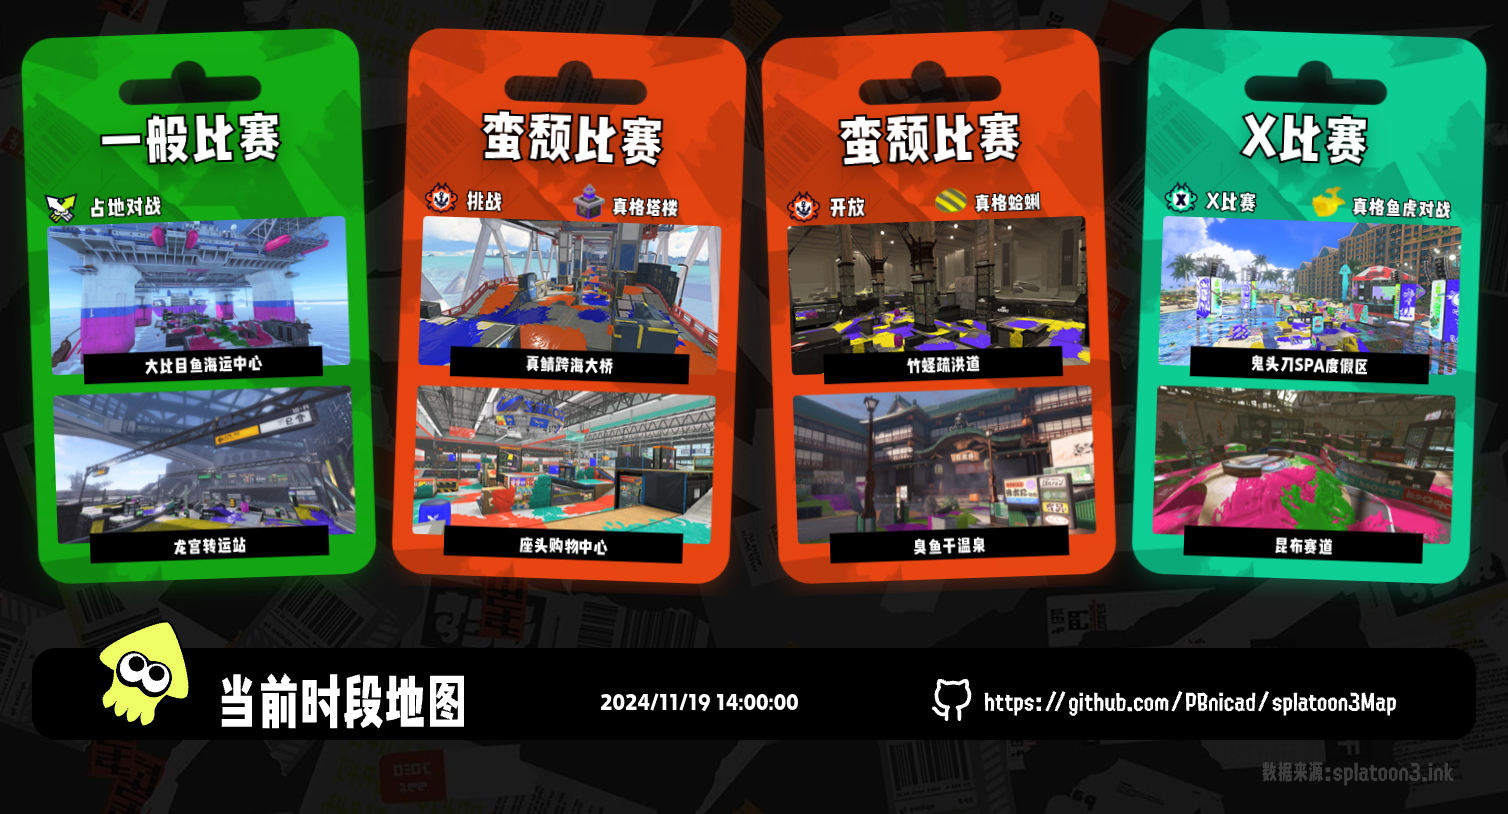 一般比赛
占地对战
大比目鱼海运中心
龙宫转运站
蛮颓比赛
挑战
真格塔楼
真鲭跨海大桥
座头购物中心
蛮颓比赛
开放
真格蛤蜊
竹蛏疏洪道
臭鱼干温泉
X比赛
X比赛
真格鱼虎对战
鬼头刀SPA度假区
昆布赛道
当前时段地图
2024/11/19 14:00:00
https://github.com/PBnicad/splatoon3Map
数据来源:splatoon3.ink